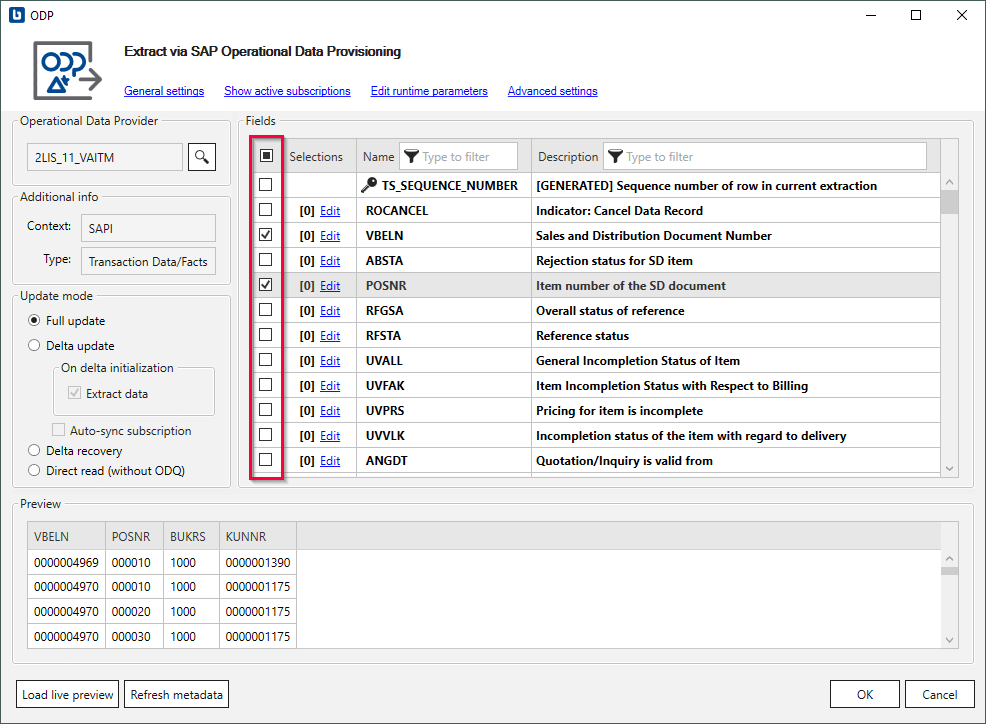 ODP
Extract via SAP Operational Data Provisioning
General settings Show active subscriptions Edit runtime parameters Advanced settings
Operational Data Provider
2LIS_11_VAITM
Additional info
Context: SAPI
Type: Transaction Data/Facts
Update mode
Full update
Delta update
On delta initialization
Extract data
Auto-sync subscription
Delta recovery
Direct read (without ODQ)
Fields
Selections Name Type to filter Description Type to filter
TS_SEQUENCE_NUMBER [GENERATED] Sequence number of row in current extraction
[0] Edit ROCANCEL Indicator: Cancel Data Record
[0] Edit VBELN Sales and Distribution Document Number
[0] Edit ABSTA Rejection status for SD item
[0] Edit POSNR Item number of the SD document
[0] Edit RFGSA Overall status of reference
[0] Edit RFSTA Reference status
[0] Edit UVALL General Incompletion Status of Item
[0] Edit UVFAK Item Incompletion Status with Respect to Billing
[0] Edit UVPRS Pricing for item is incomplete
[0] Edit UVVLK Incompletion status of the item with regard to delivery
[0] Edit ANGDT Quotation/Inquiry is valid from
Preview
VBELN POSNR BUKRS KUNNR
0000004969 000010 1000 0000001390
0000004970 000010 1000 0000001175
0000004970 000020 1000 0000001175
0000004970 000030 1000 0000001175
Load live preview Refresh metadata OK Cancel